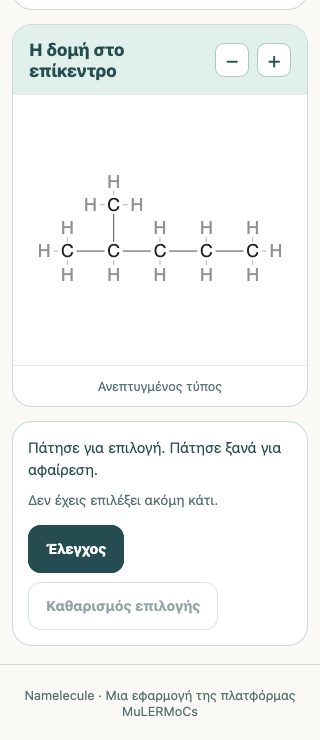 Η δομή στο
επίκεντρο
− +
H
H C H
H H H H H
H C C C C C H
H H H H H
Ανεπτυγμένος τύπος
Πάτησε για επιλογή. Πάτησε ξανά για
αφαίρεση.
Δεν έχεις επιλέξει ακόμη κάτι.
Έλεγχος
Καθαρισμός επιλογής
Namelecule · Μια εφαρμογή της πλατφόρμας
MuLERMoCs